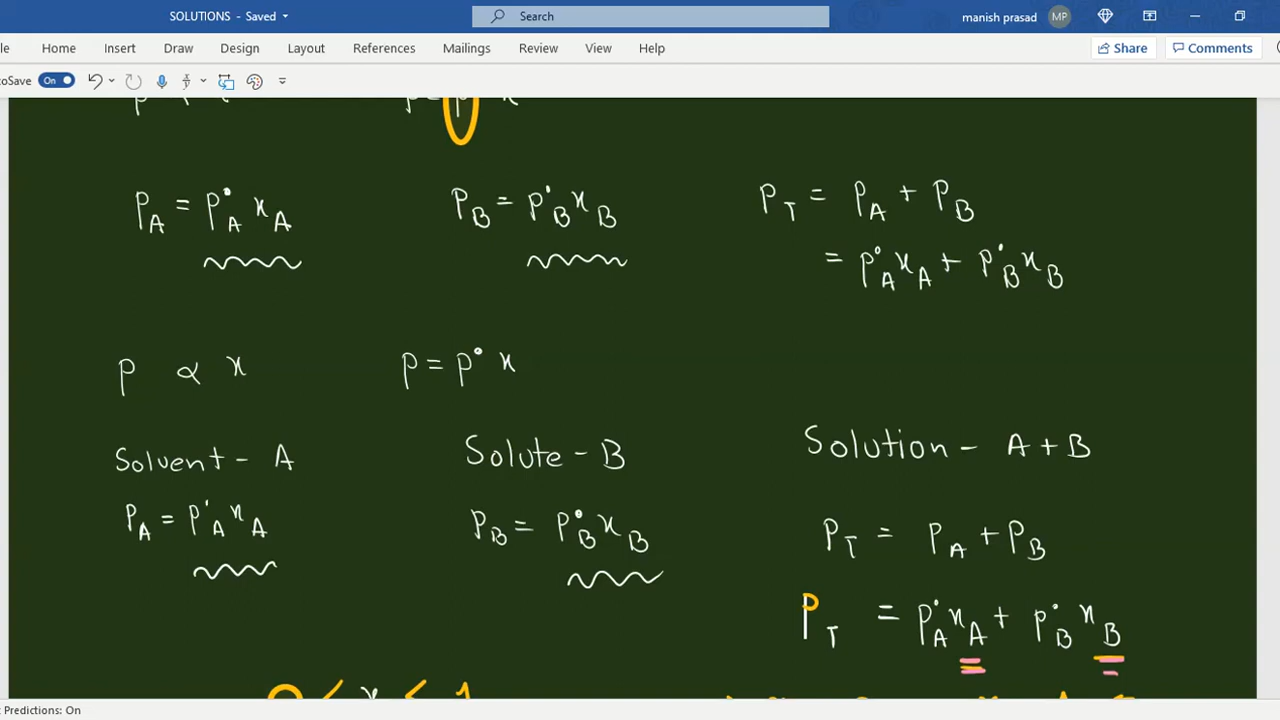 SOLUTIONS - Saved
Search
manish prasad MP
Home Insert Draw Design Layout References Mailings Review View Help
Share Comments
On
P_A = P°_A x_A P_B = P°_B x_B P_T = P_A + P_B
= P°_A x_A + P°_B x_B
p ∝ x p = p° x
Solvent - A Solute - B Solution - A + B
P_A = P°_A x_A P_B = P°_B x_B P_T = P_A + P_B
P_T = P°_A x_A + P°_B x_B
Predictions: On